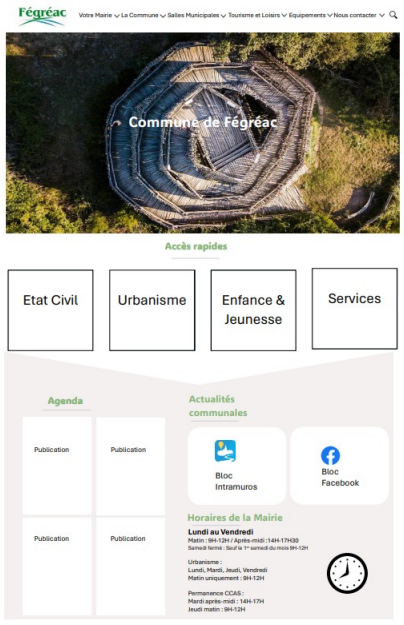 Fégréac
Votre Mairie La Commune Salles Municipales Tourisme et Loisirs Equipements Nous contacter
Commune de Fégréac
Accès rapides
Etat Civil
Urbanisme
Enfance &
Jeunesse
Services
Agenda
Publication
Publication
Publication
Publication
Actualités
communales
Bloc
Intramuros
Bloc
Facebook
Horaires de la Mairie
Lundi au Vendredi
Matin : 9H-12H / Après-midi :14H-17H30
Samedi fermé : Sauf le 1er samedi du mois 9H-12H
Urbanisme :
Lundi, Mardi, Jeudi, Vendredi
Matin uniquement : 9H-12H
Permanence CCAS :
Mardi après-midi : 14H-17H
Jeudi matin : 9H-12H